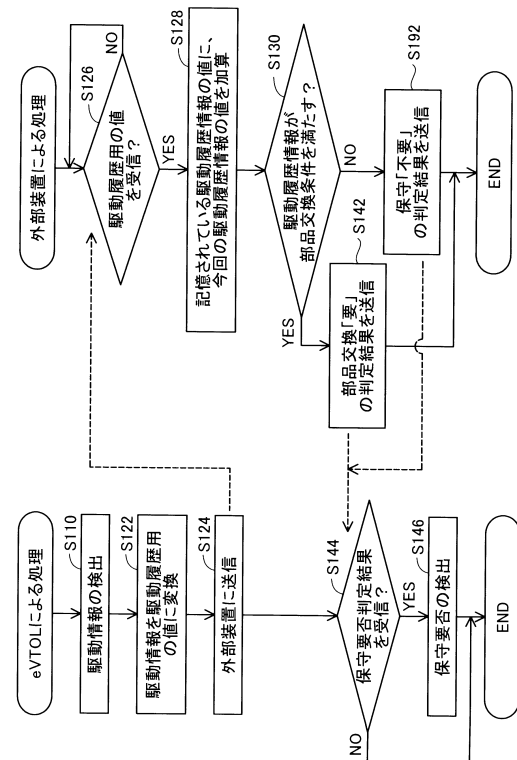 eVTOLによる処理
S110
駆動情報の検出
S122
駆動情報を駆動履歴用
の値に変換
S124
外部装置に送信
S144
保守要否判定結果
を受信?
YES
NO
S146
保守要否の検出
END
外部装置による処理
S126
駆動履歴用の値
を受信?
NO
YES
S128
記憶されている駆動履歴情報の値に、
今回の駆動履歴情報の値を加算
S130
駆動履歴情報が
部品交換条件を満たす?
YES
NO
S142
部品交換「要」
の判定結果を送信
S192
保守「不要」
の判定結果を送信
END